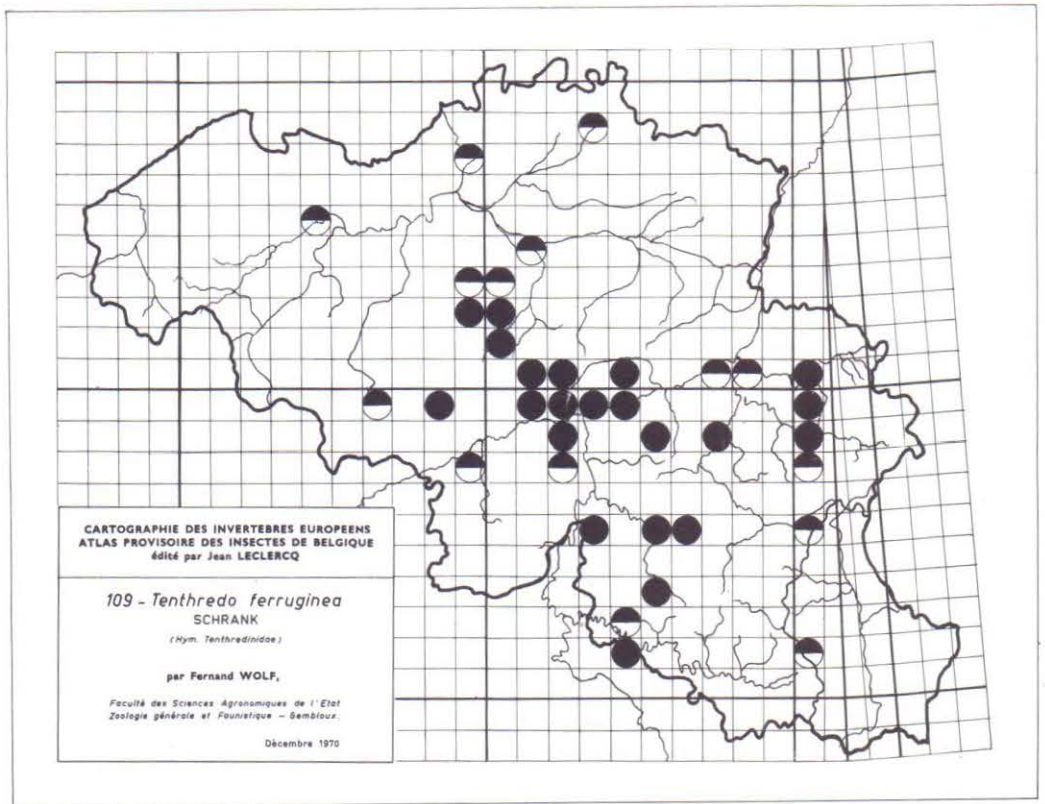 CARTOGRAPHIE DES INVERTEBRES EUROPEENS
ATLAS PROVISOIRE DES INSECTES DE BELGIQUE
édité par Jean LECLERCQ
109 - Tenthredo ferruginea
SCHRANK
(Hym. Tenthredinidae)
par Fernand WOLF,
Faculté des Sciences Agronomiques de l'Etat
Zoologie générale et Faunistique - Gembloux.
Décembre 1970